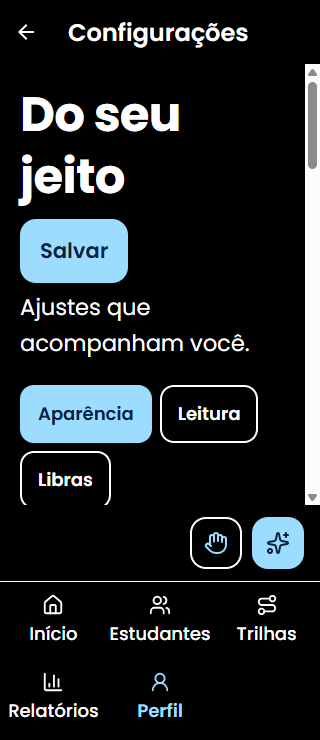 Configurações
Do seu
jeito
Salvar
Ajustes que
acompanham você.
Aparência
Leitura
Libras
Início
Estudantes
Trilhas
Relatórios
Perfil